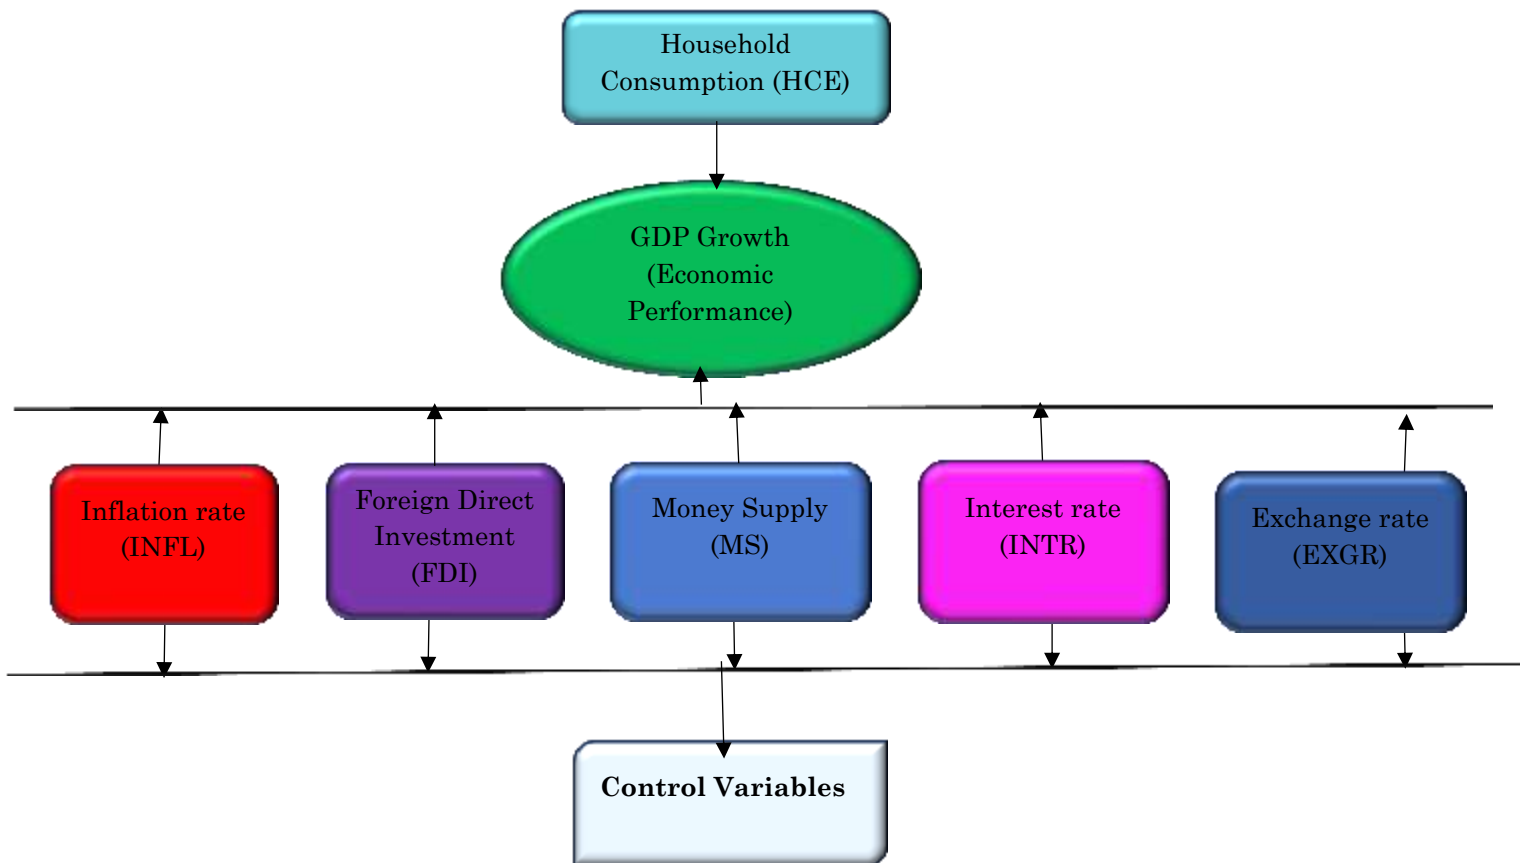 Household
Consumption (HCE)
GDP Growth
(Economic
Performance)
Inflation rate
(INFL)
Foreign Direct
Investment
(FDI)
Money Supply
(MS)
Interest rate
(INTR)
Exchange rate
(EXGR)
Control Variables